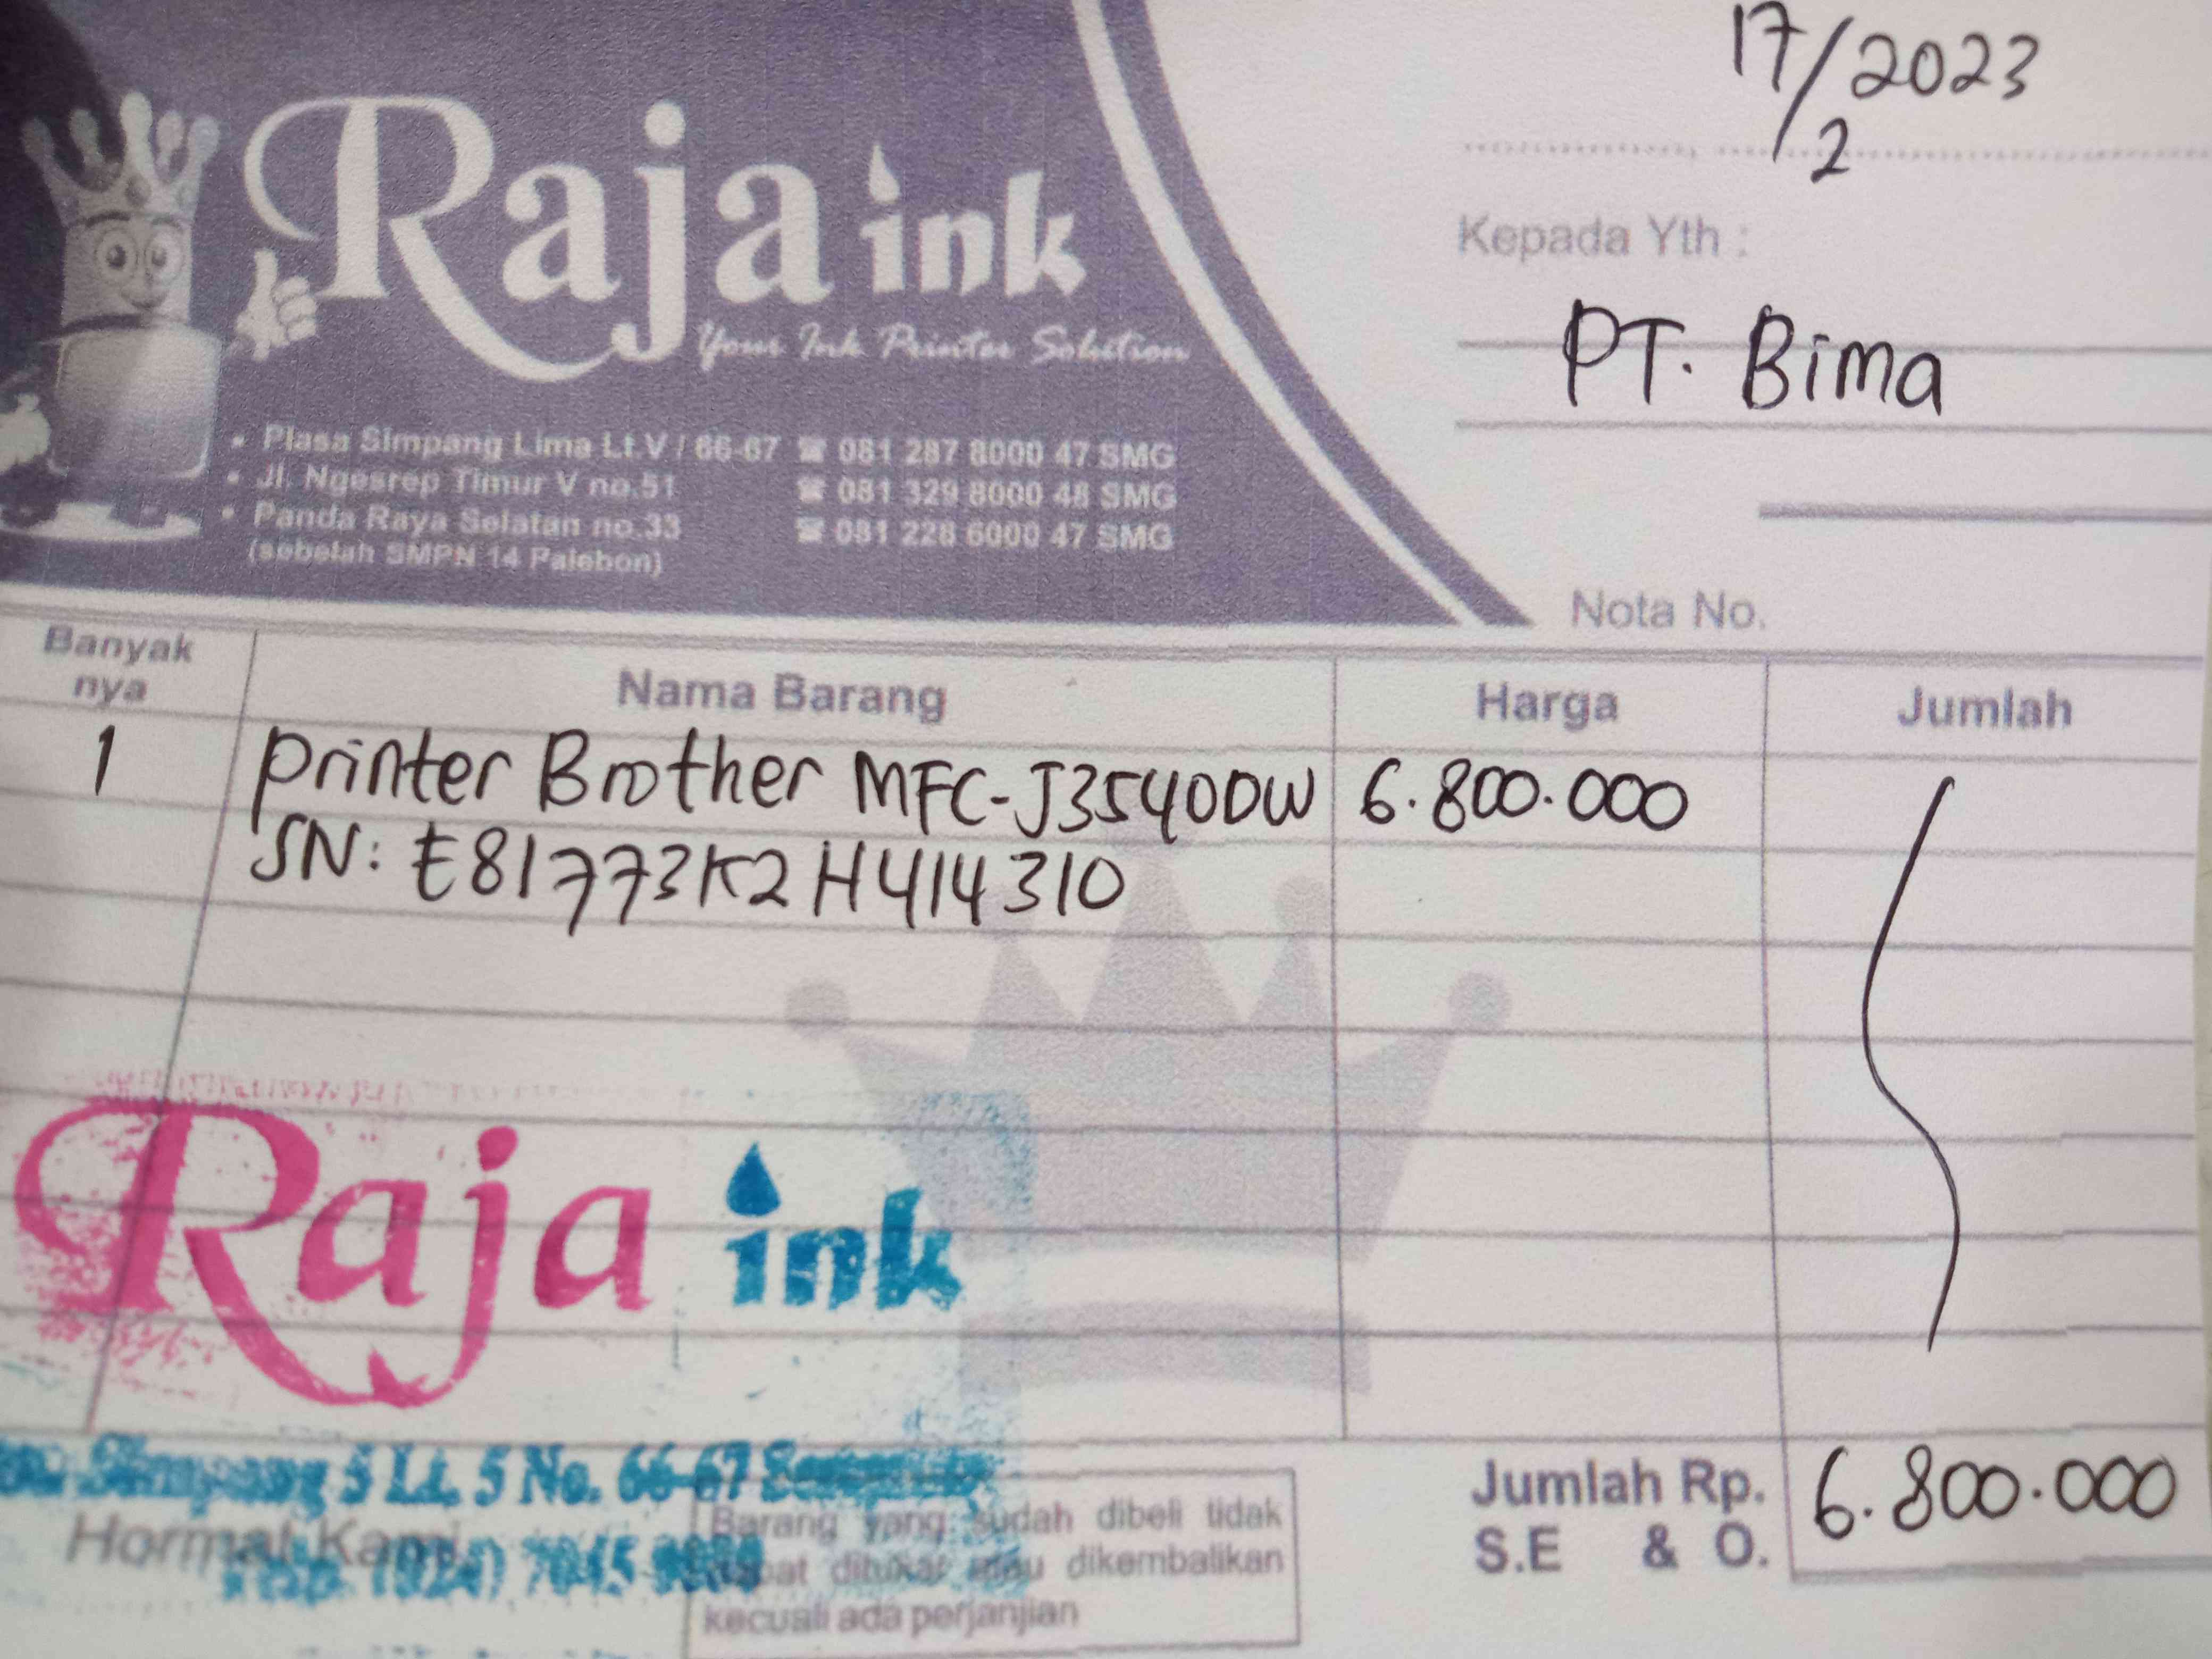 17/2/2023
Raja ink
Your Ink Printer Solution
Kepada Yth :
PT. Bima
• Plasa Simpang Lima Lt.V / 66-67 ☎ 081 287 8000 47 SMG
• Jl. Ngesrep Timur V no.51 ☎ 081 329 8000 48 SMG
• Panda Raya Selatan no.33 ☎ 081 228 6000 47 SMG
(sebelah SMPN 14 Palebon)
Nota No.
Banyak
nya
Nama Barang
Harga
Jumlah
1 Printer Brother MFC-J3540DW 6.800.000
SN: E81773K2H414310
Raja ink
Simpang 5 Lt. 5 No. 66-67
Hormat Kami,
(024)
Barang yang sudah dibeli tidak
dapat ditukar atau dikembalikan
kecuali ada perjanjian
Jumlah Rp. 6.800.000
S.E & O.